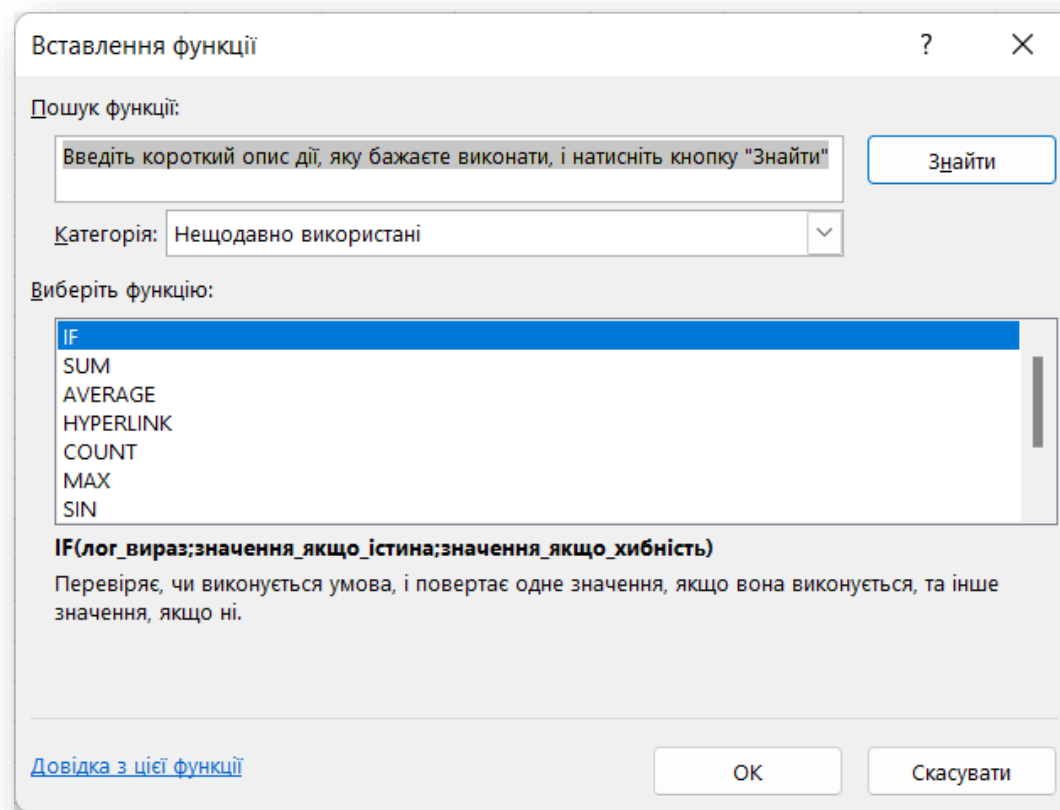 Вставлення функції
?
Пошук функції:
Введіть короткий опис дії, яку бажаєте виконати, і натисніть кнопку "Знайти"
Знайти
Категорія: Нещодавно використані
Виберіть функцію:
IF
SUM
AVERAGE
HYPERLINK
COUNT
MAX
SIN
IF(лог_вираз;значення_якщо_істина;значення_якщо_хибність)
Перевіряє, чи виконується умова, і повертає одне значення, якщо вона виконується, та інше
значення, якщо ні.
Довідка з цієї функції
ОК
Скасувати